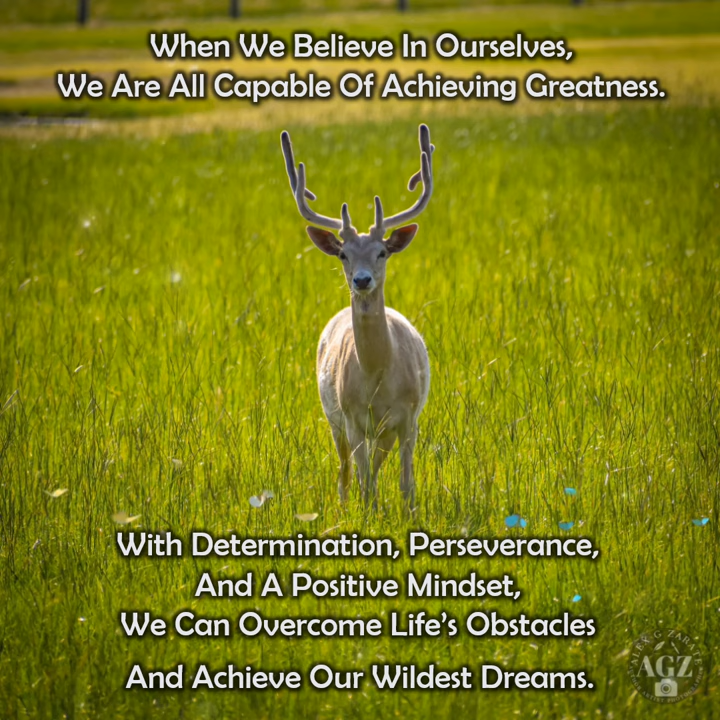 When We Believe In Ourselves,
We Are All Capable Of Achieving Greatness.
With Determination, Perseverance,
And A Positive Mindset,
We Can Overcome Life's Obstacles
And Achieve Our Wildest Dreams.
AGZ